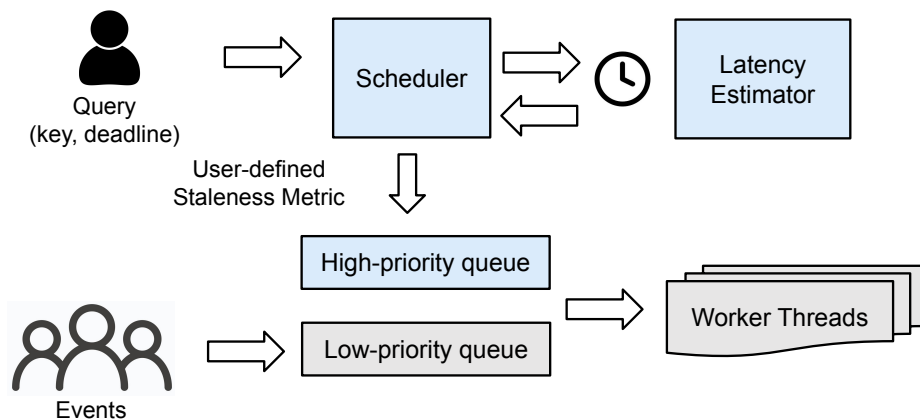 Query
(key, deadline)
Scheduler
Latency
Estimator
User-defined
Staleness Metric
High-priority queue
Low-priority queue
Worker Threads
Events